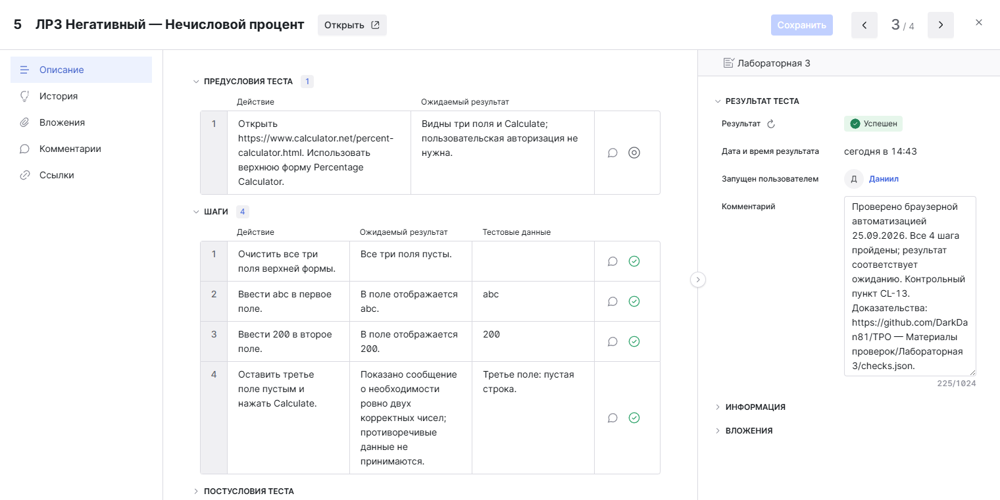 5 ЛР3 Негативный — Нечисловой процент
Открыть
Сохранить
3 / 4
Описание
История
Вложения
Комментарии
Ссылки
ПРЕДУСЛОВИЯ ТЕСТА 1
Действие
Ожидаемый результат
1
Открыть
https://www.calculator.net/percent-
calculator.html. Использовать
верхнюю форму Percentage
Calculator.
Видны три поля и Calculate;
пользовательская авторизация не
нужна.
ШАГИ 4
Действие
Ожидаемый результат
Тестовые данные
1
Очистить все три
поля верхней формы.
Все три поля пусты.
2
Ввести abc в первое
поле.
В поле отображается
abc.
abc
3
Ввести 200 в второе
поле.
В поле отображается
200.
200
4
Оставить третье
поле пустым и
нажать Calculate.
Показано сообщение
о необходимости
ровно двух
корректных чисел;
противоречивые
данные не
принимаются.
Третье поле: пустая
строка.
ПОСТУСЛОВИЯ ТЕСТА
Лабораторная 3
РЕЗУЛЬТАТ ТЕСТА
Результат
Успешен
Дата и время результата
сегодня в 14:43
Запущен пользователем
Д Даниил
Комментарий
Проверено браузерной
автоматизацией
25.09.2026. Все 4 шага
пройдены; результат
соответствует
ожиданию. Контрольный
пункт CL-13.
Доказательства:
https://github.com/DarkDa
n81/TPO — Материалы
проверок/Лабораторная
3/checks.json.
225/1024
ИНФОРМАЦИЯ
ВЛОЖЕНИЯ